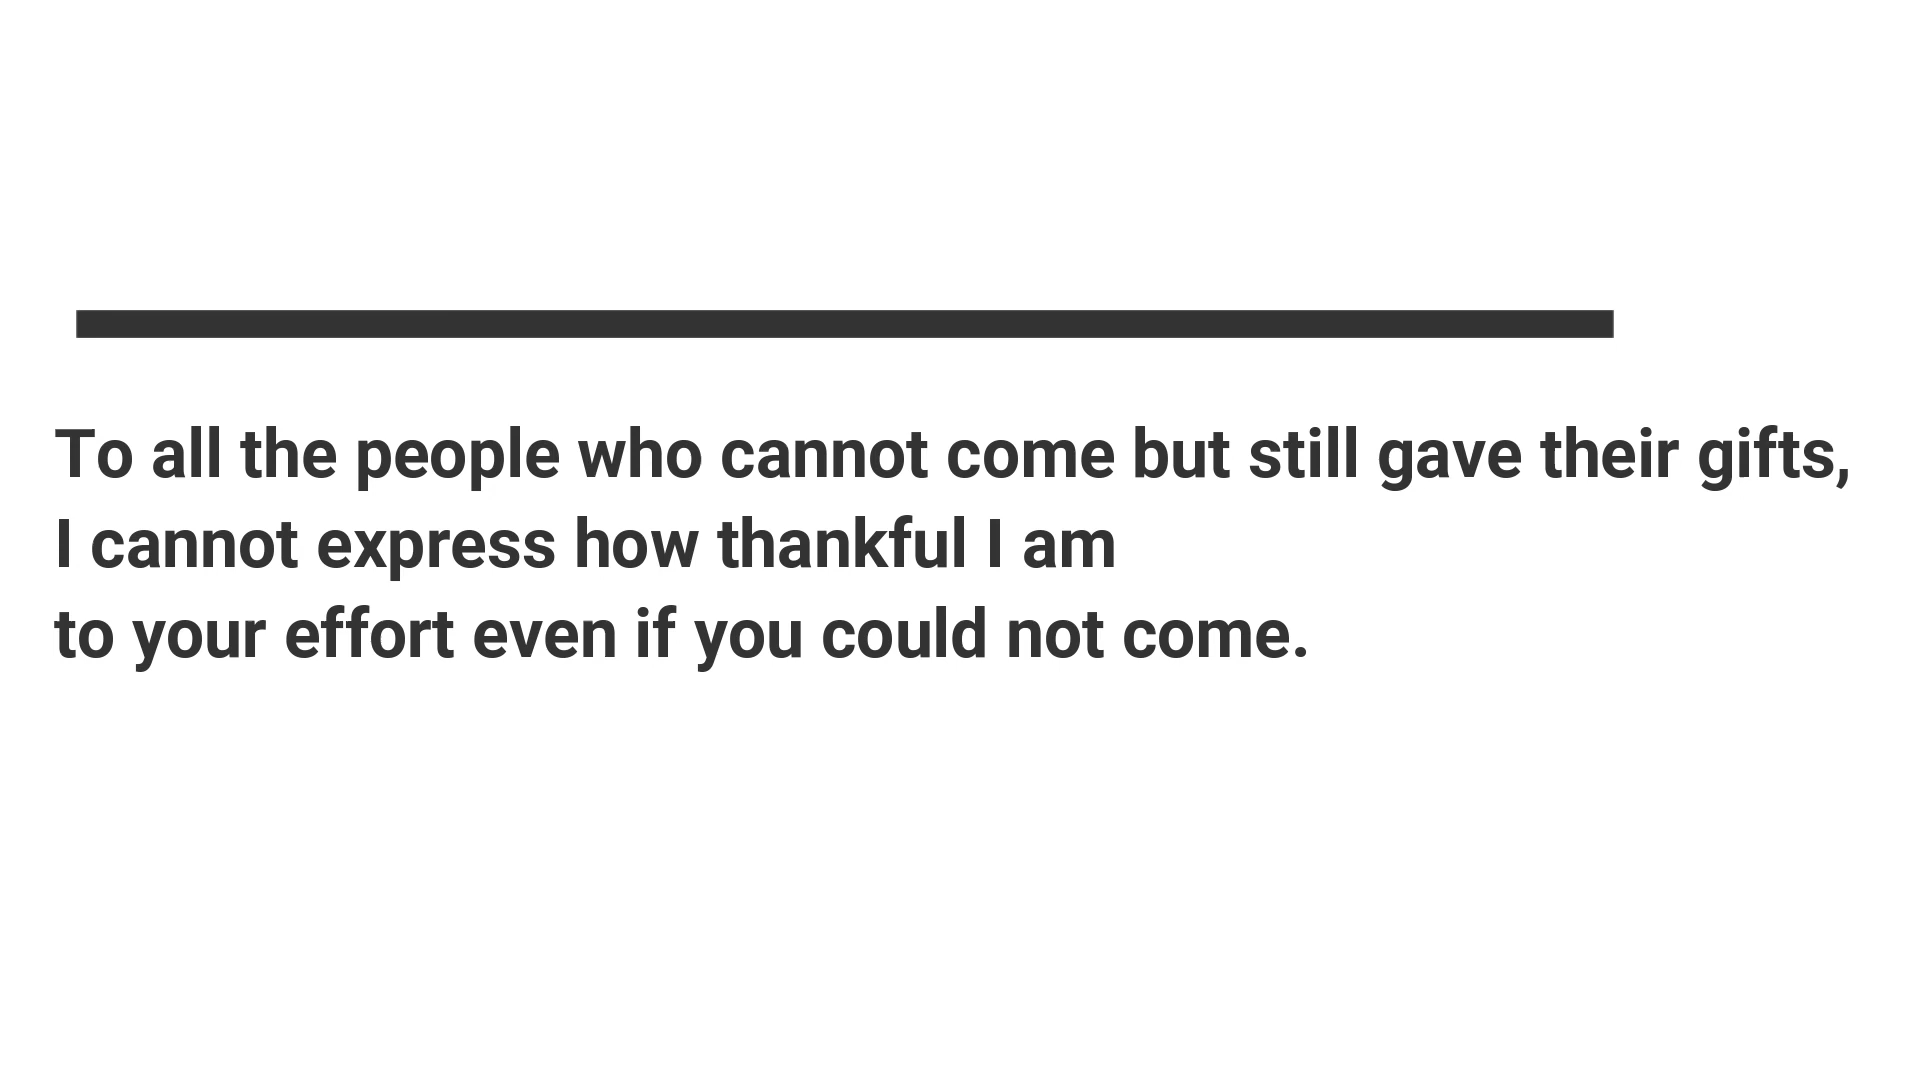 To all the people who cannot come but still gave their gifts,
I cannot express how thankful I am
to your effort even if you could not come.